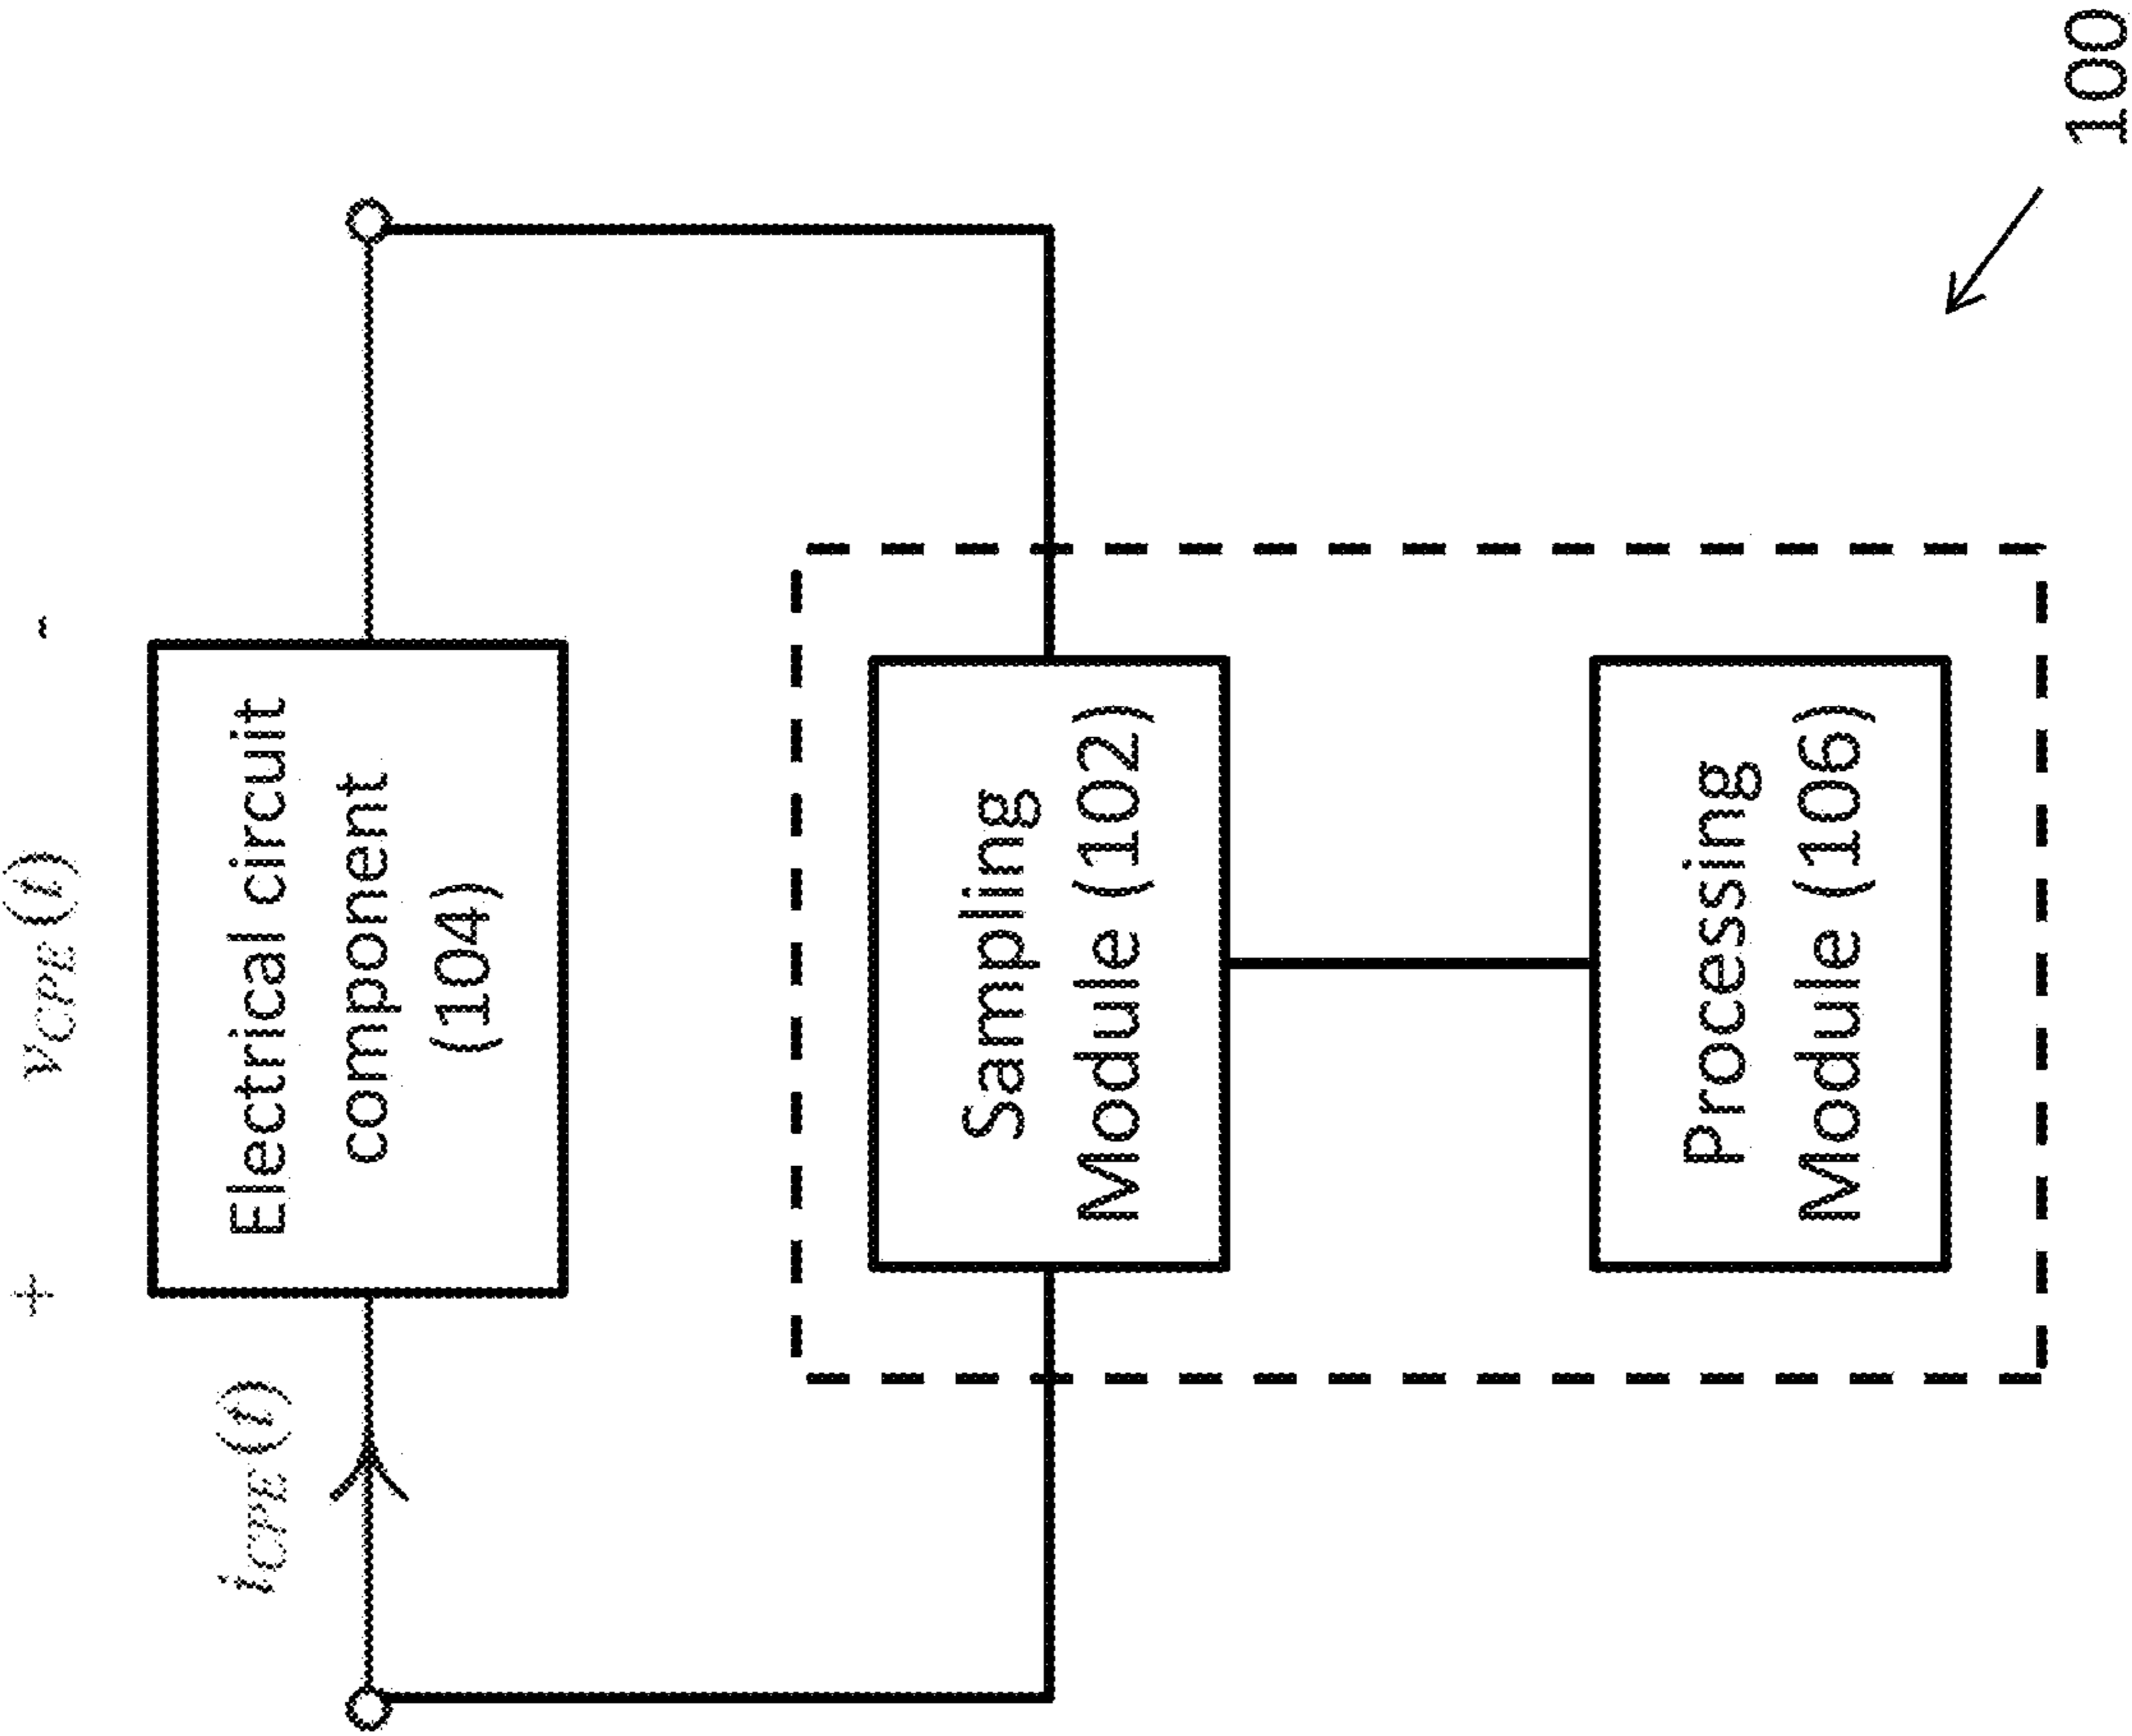 + v_CPE(t) -
i_CPE(t)
Electrical circuit
component
(104)
Sampling
Module (102)
Processing
Module (106)
100